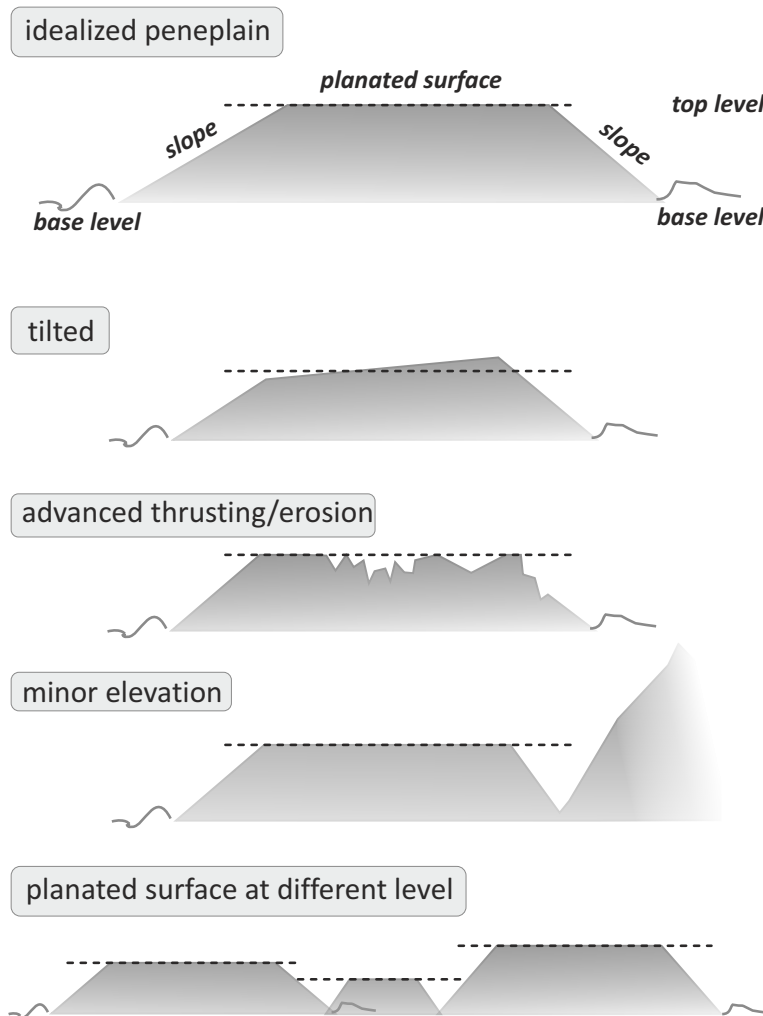 idealized peneplain
planated surface
top level
slope
slope
base level
base level
tilted
advanced thrusting/erosion
minor elevation
planated surface at different level